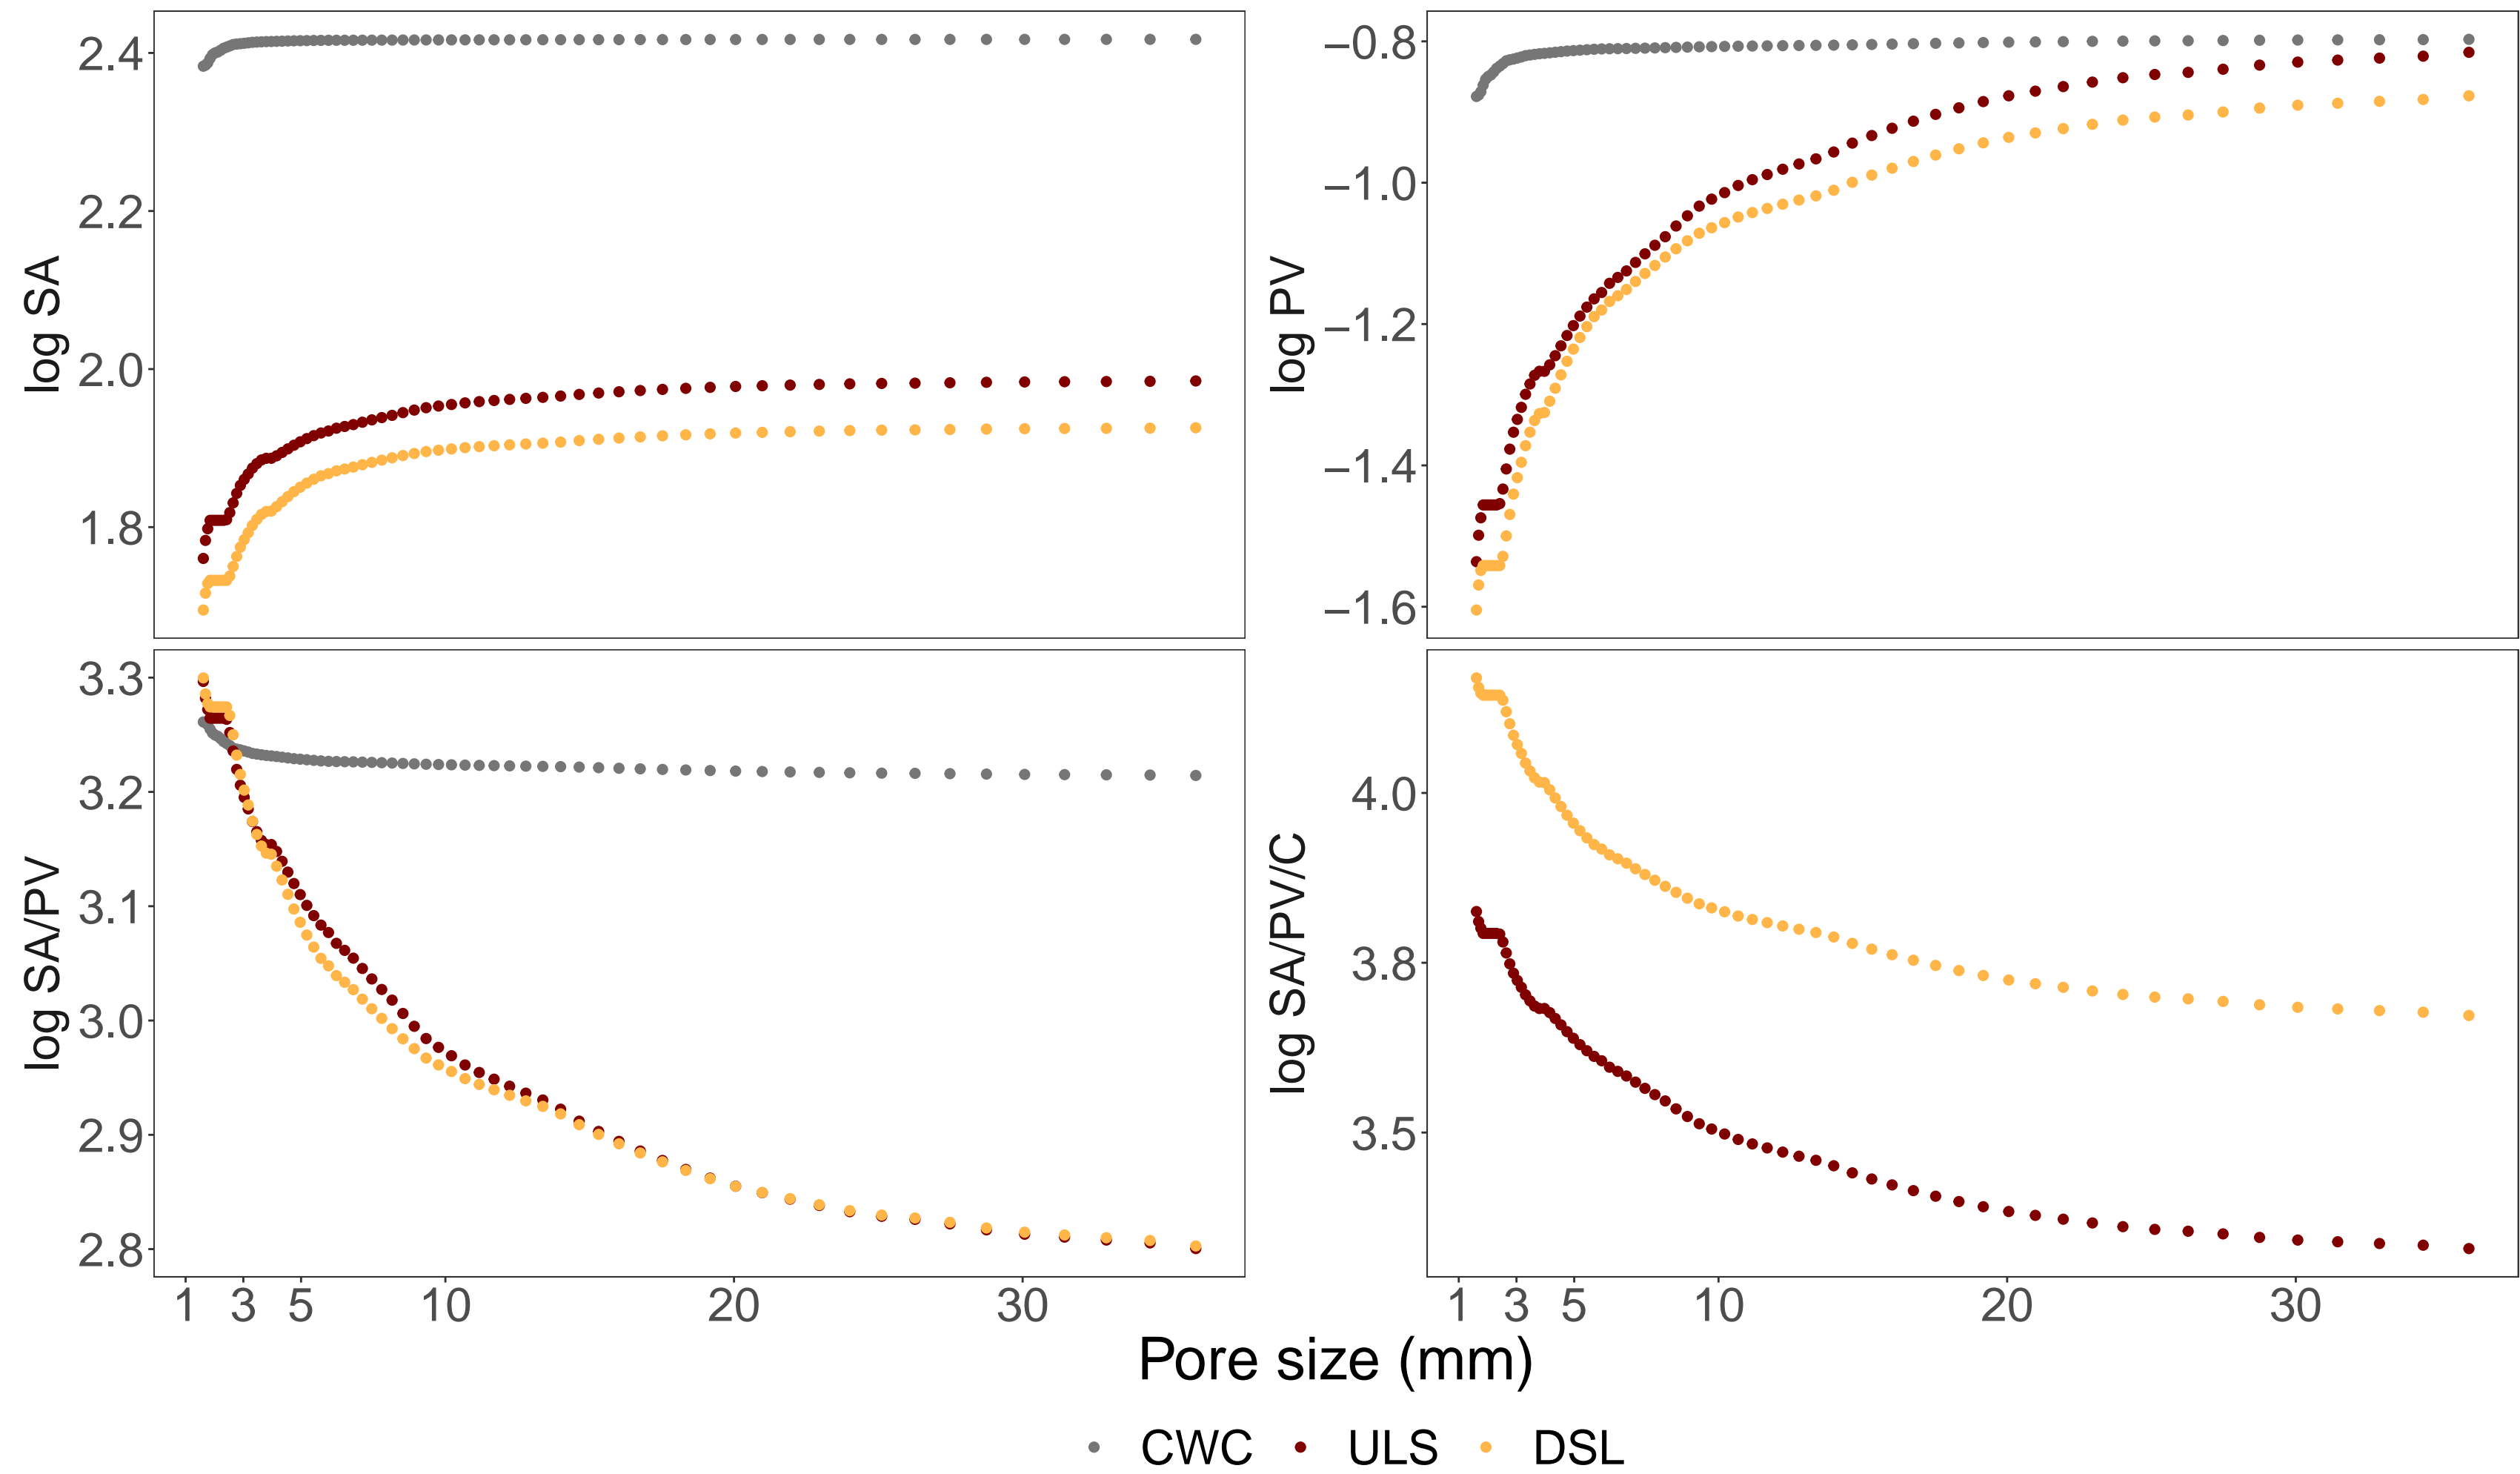 log SA
2.4
2.2
2.0
1.8
log PV
−0.8
−1.0
−1.2
−1.4
−1.6
log SA/PV
3.3
3.2
3.1
3.0
2.9
2.8
1 3 5 10 20 30
log SA/PV/C
4.0
3.8
3.5
1 3 5 10 20 30
Pore size (mm)
CWC ULS DSL